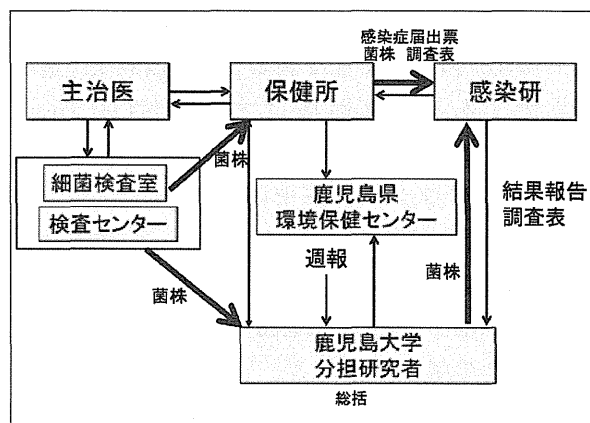 感染症届出票
菌株 調査表
主治医
保健所
感染研
細菌検査室
検査センター
菌株
鹿児島県
環境保健センター
結果報告
調査表
週報
菌株
菌株
鹿児島大学
分担研究者
総括